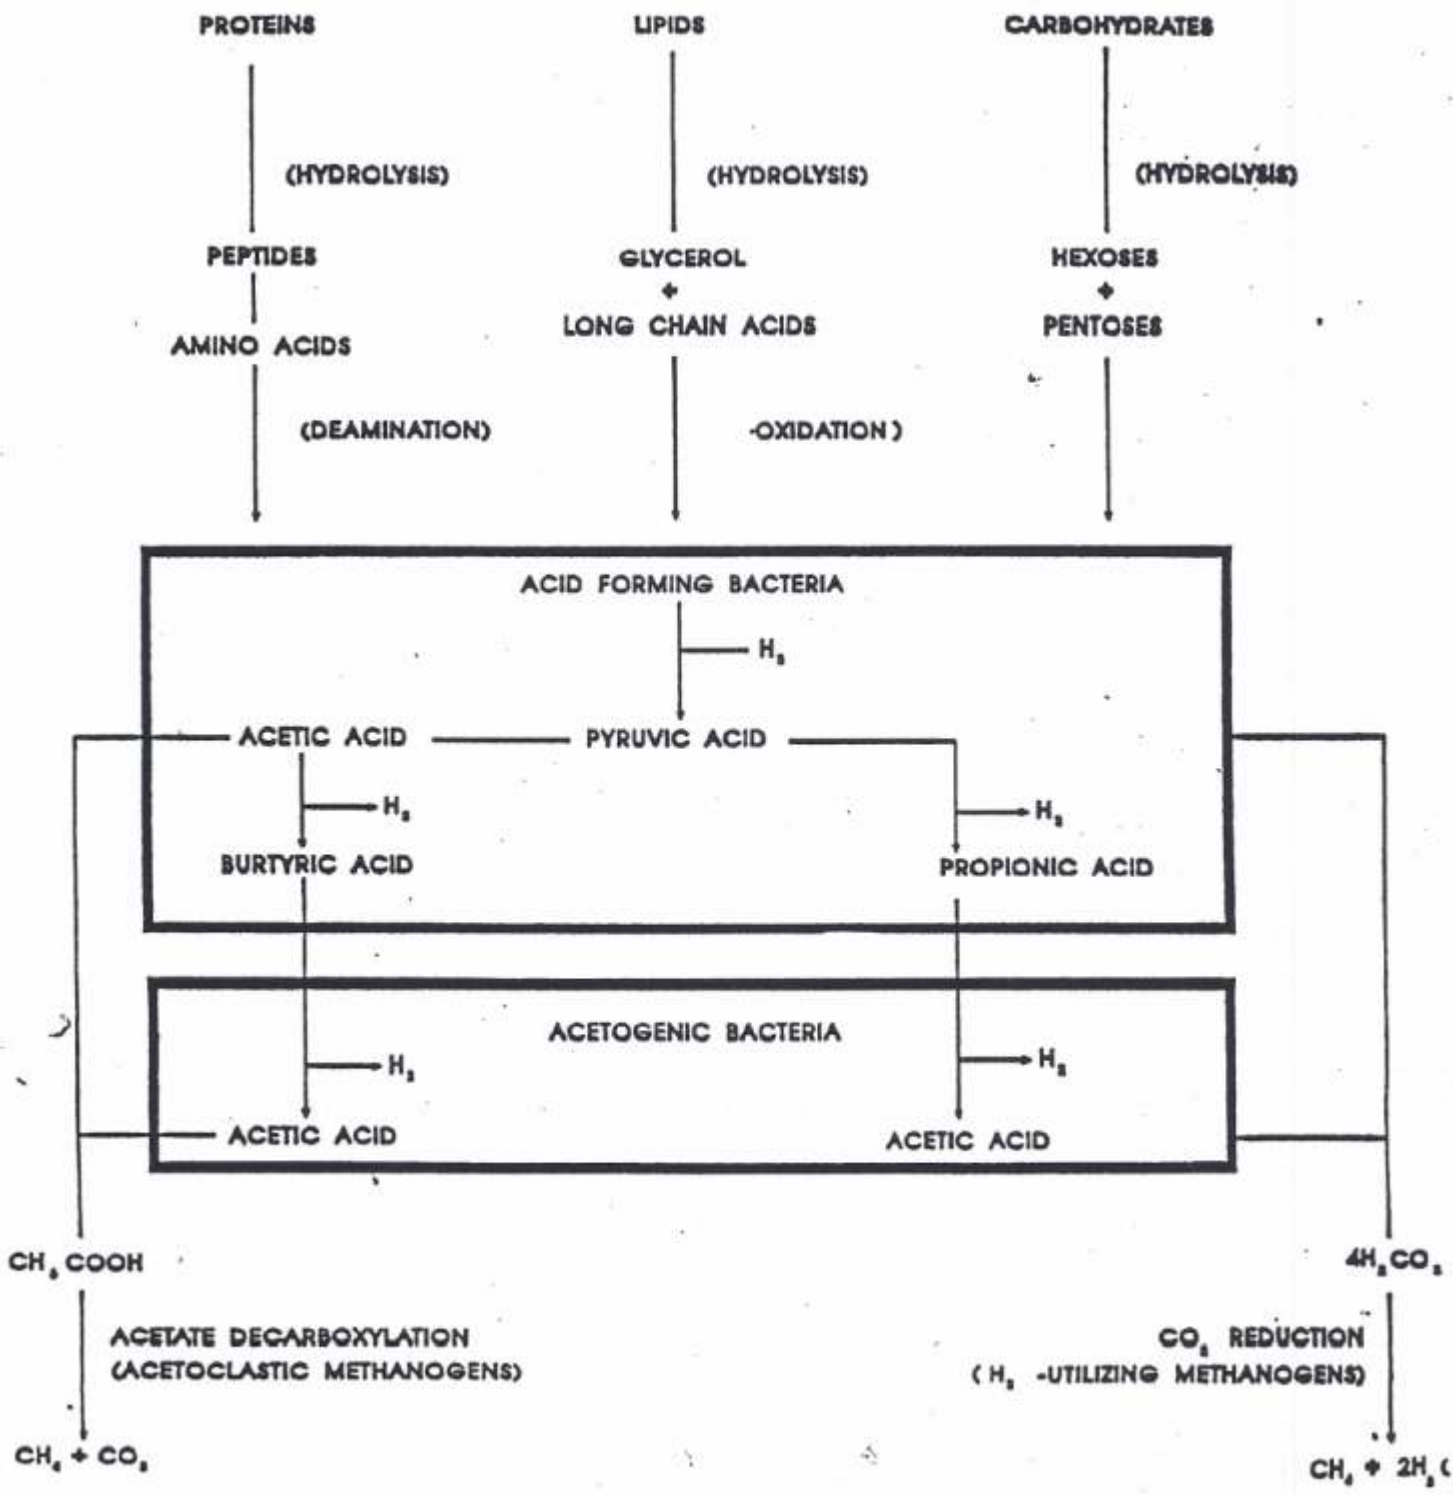 PROTEINS
LIPIDS
CARBOHYDRATES
(HYDROLYSIS)
(HYDROLYSIS)
(HYDROLYSIS)
PEPTIDES
GLYCEROL
HEXOSES
+
+
AMINO ACIDS
LONG CHAIN ACIDS
PENTOSES
(DEAMINATION)
-OXIDATION)
ACID FORMING BACTERIA
H₂
ACETIC ACID
PYRUVIC ACID
H₂
H₂
BURTYRIC ACID
PROPIONIC ACID
ACETOGENIC BACTERIA
H₂
H₂
ACETIC ACID
ACETIC ACID
CH₃COOH
4H₂CO₂
ACETATE DECARBOXYLATION
(ACETOCLASTIC METHANOGENS)
CO₂ REDUCTION
(H₂ -UTILIZING METHANOGENS)
CH₄ + CO₂
CH₄ + 2H₂(